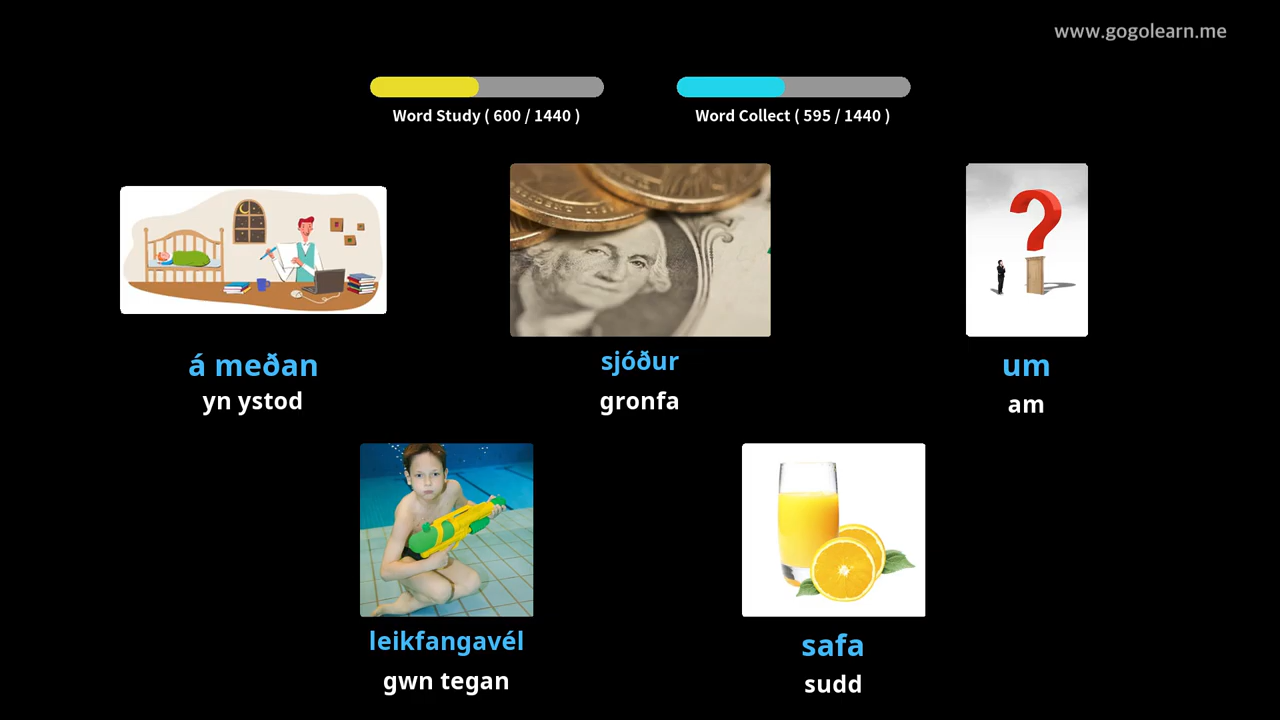 www.gogolearn.me
Word Study ( 600 / 1440 )
Word Collect ( 595 / 1440 )
á meðan
yn ystod
sjóður
gronfa
um
am
leikfangavél
gwn tegan
safa
sudd